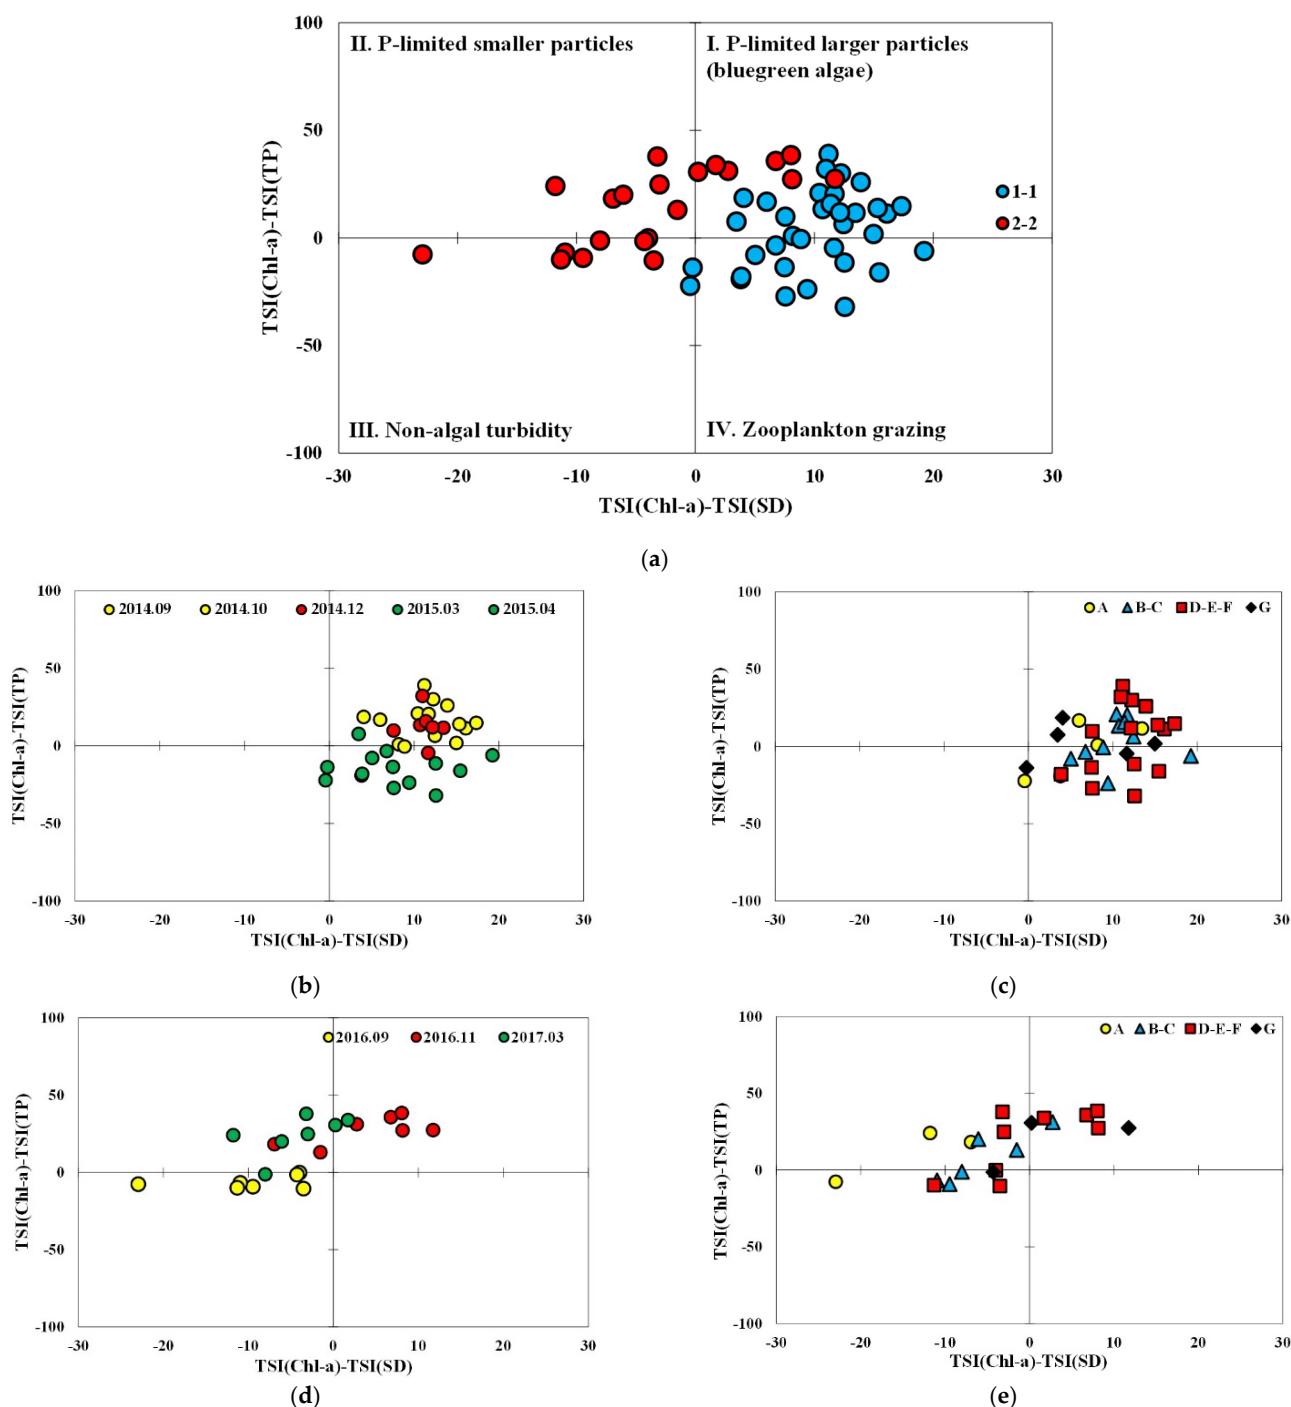 100
II. P-limited smaller particles
I. P-limited larger particles
(bluegreen algae)
50
TSI(Chl-a)-TSI(TP)
1-1
0
2-2
-50
III. Non-algal turbidity
IV. Zooplankton grazing
-100
-30 -20 -10 0 10 20 30
TSI(Chl-a)-TSI(SD)
(a)
100
2014.09 2014.10 2014.12 2015.03 2015.04
50
TSI(Chl-a)-TSI(TP)
0
-50
-100
-30 -20 -10 0 10 20 30
TSI(Chl-a)-TSI(SD)
(b)
100
A B-C D-E-F G
50
TSI(Chl-a)-TSI(TP)
0
-50
-100
-30 -20 -10 0 10 20 30
TSI(Chl-a)-TSI(SD)
(c)
100
2016.09 2016.11 2017.03
50
TSI(Chl-a)-TSI(TP)
0
-50
-100
-30 -20 -10 0 10 20 30
TSI(Chl-a)-TSI(SD)
(d)
100
A B-C D-E-F G
50
TSI(Chl-a)-TSI(TP)
0
-50
-100
-30 -20 -10 0 10 20 30
TSI(Chl-a)-TSI(SD)
(e)